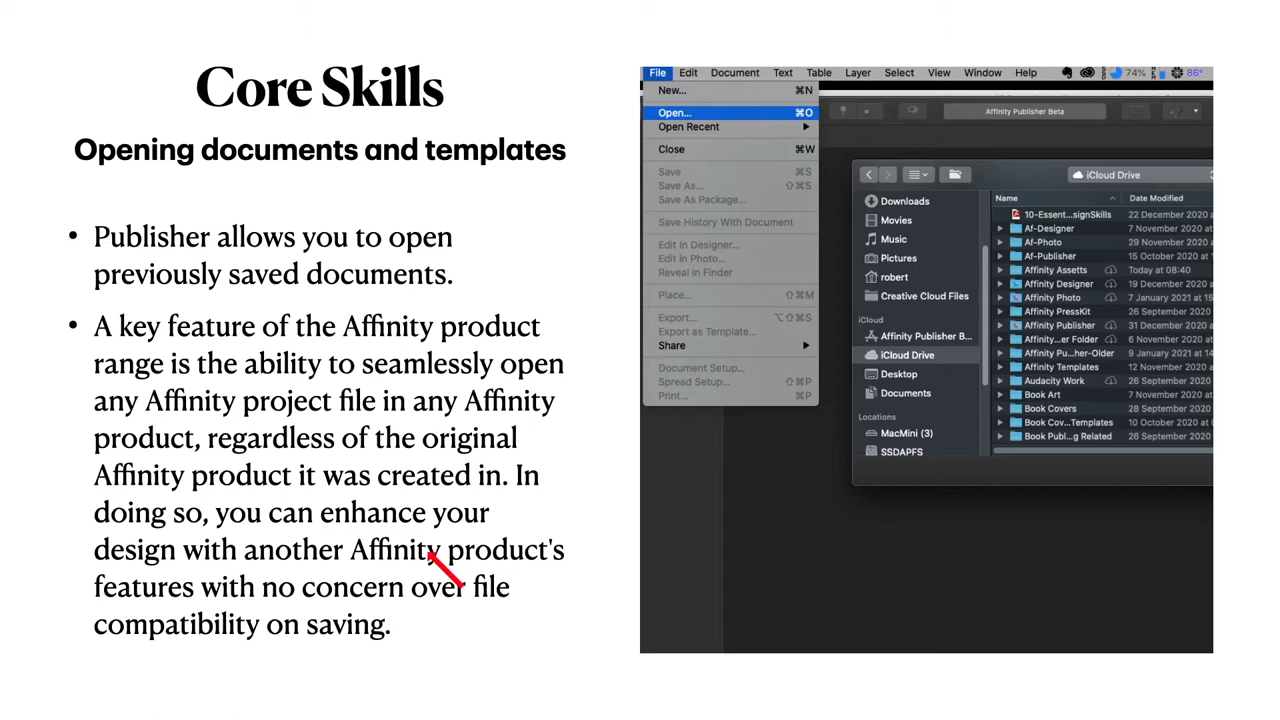 Core Skills
Opening documents and templates
• Publisher allows you to open
previously saved documents.
• A key feature of the Affinity product
range is the ability to seamlessly open
any Affinity project file in any Affinity
product, regardless of the original
Affinity product it was created in. In
doing so, you can enhance your
design with another Affinity product's
features with no concern over file
compatibility on saving.
File Edit Document Text Table Layer Select View Window Help 74% 86°
New... ⌘N
Open... ⌘O
Open Recent
Close ⌘W
Save ⌘S
Save As... ⇧⌘S
Save As Package...
Save History With Document
Edit In Designer...
Edit in Photo...
Reveal in Finder
Place... ⇧⌘M
Export... ⌥⇧⌘S
Export as Template...
Share
Document Setup...
Spread Setup... ⇧⌘P
Print... ⌘P
Affinity Publisher Beta
iCloud Drive
Downloads
Movies
Music
Pictures
robert
Creative Cloud Files
iCloud
Affinity Publisher B...
iCloud Drive
Desktop
Documents
Locations
MacMini (3)
SSDAPFS
Name Date Modified
10-Essent...signSkills 22 December 2020 a
Af-Designer 7 November 2020 at
Af-Photo 29 November 2020 a
Af-Publisher 15 October 2020 at
Affinity Assetts Today at 08:40
Affinity Designer 19 December 2020 a
Affinity Photo 7 January 2021 at 15
Affinity PressKit 26 September 2020
Affinity Publisher 31 December 2020 a
Affinity...er Folder 6 November 2020 at
Affinity Pu...her-Older 9 January 2021 at
Affinity Templates 12 November 2020 a
Audacity Work 26 September 2020
Book Art 7 November 2020 at
Book Covers 28 September 2020
Book Cov...Templates 10 October 2020 at
Book Publ...g Related 26 September 2020